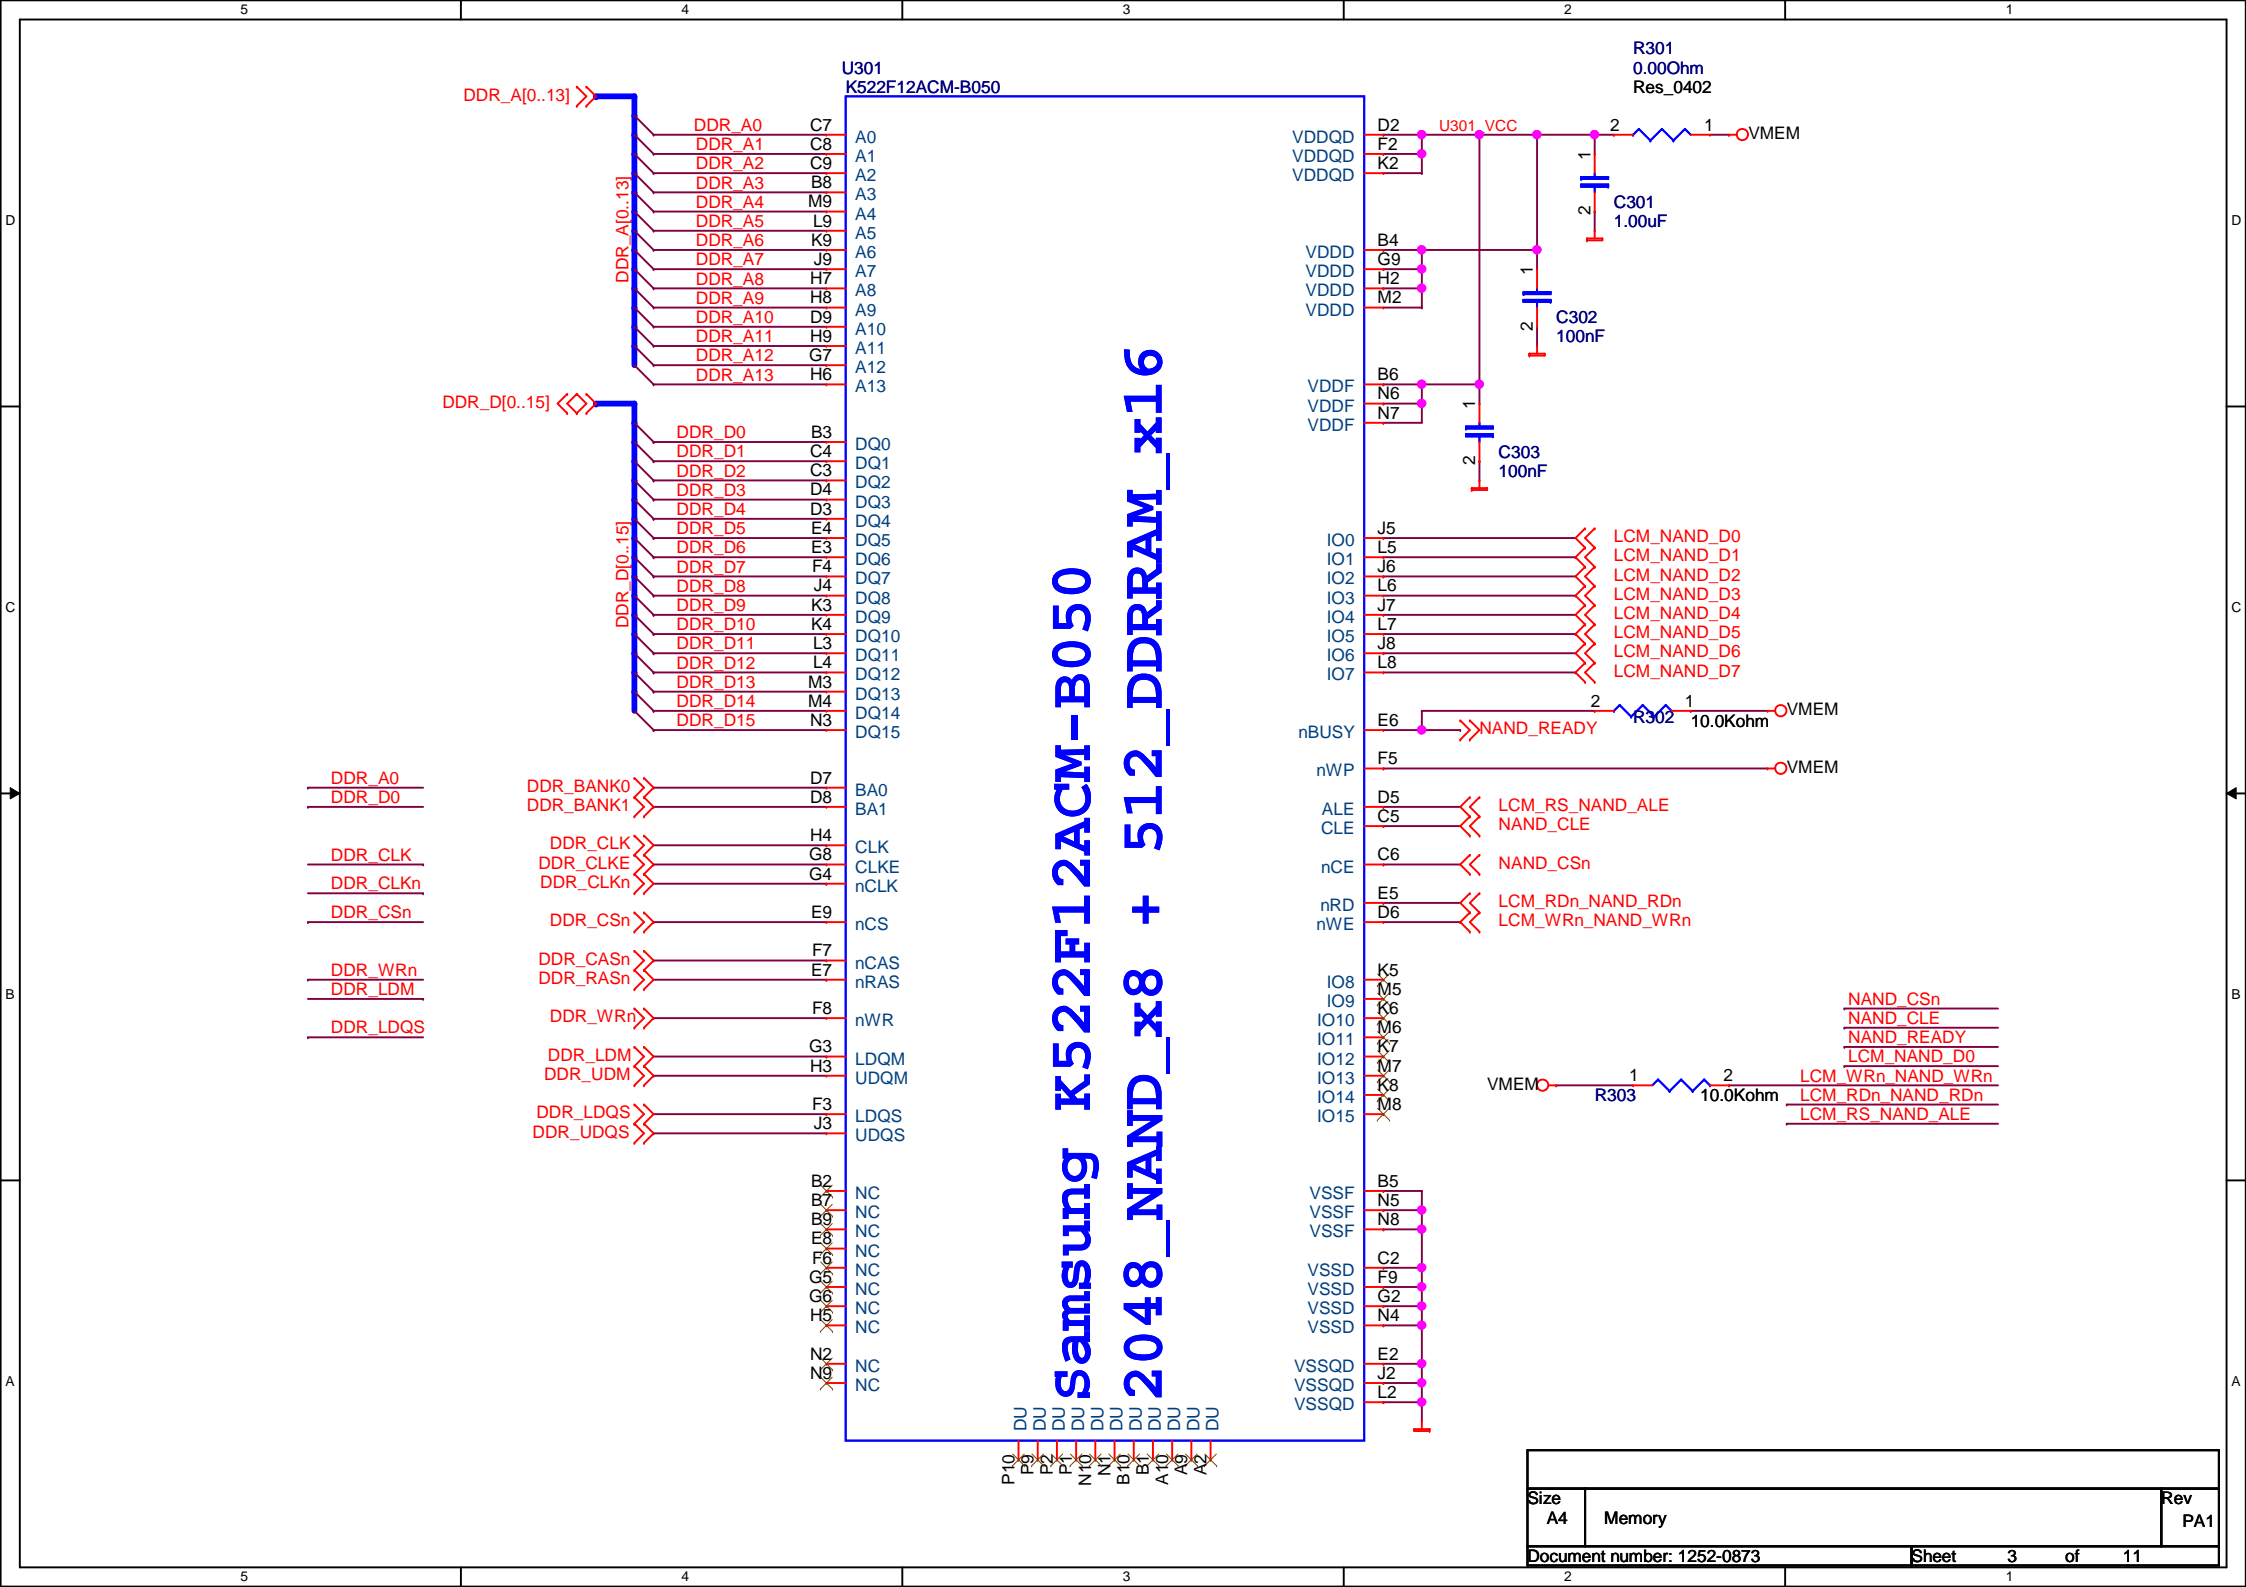 5 4 3 2 1
D D
C C
B B
A A
R301
0.00Ohm
Res_0402
U301
K522F12ACM-B050
DDR_A[0..13]
DDR_A[0..13]
DDR_A0 C7 A0
DDR_A1 C8 A1
DDR_A2 C9 A2
DDR_A3 B8 A3
DDR_A4 M9 A4
DDR_A5 L9 A5
DDR_A6 K9 A6
DDR_A7 J9 A7
DDR_A8 H7 A8
DDR_A9 H8 A9
DDR_A10 D9 A10
DDR_A11 H9 A11
DDR_A12 G7 A12
DDR_A13 H6 A13
DDR_D[0..15]
DDR_D[0..15]
DDR_D0 B3 DQ0
DDR_D1 C4 DQ1
DDR_D2 C3 DQ2
DDR_D3 D4 DQ3
DDR_D4 D3 DQ4
DDR_D5 E4 DQ5
DDR_D6 E3 DQ6
DDR_D7 F4 DQ7
DDR_D8 J4 DQ8
DDR_D9 K3 DQ9
DDR_D10 K4 DQ10
DDR_D11 L3 DQ11
DDR_D12 L4 DQ12
DDR_D13 M3 DQ13
DDR_D14 M4 DQ14
DDR_D15 N3 DQ15
DDR_BANK0 D7 BA0
DDR_BANK1 D8 BA1
DDR_CLK H4 CLK
DDR_CLKE G8 CLKE
DDR_CLKn G4 nCLK
DDR_CSn E9 nCS
DDR_CASn F7 nCAS
DDR_RASn E7 nRAS
DDR_WRn F8 nWR
DDR_LDM G3 LDQM
DDR_UDM H3 UDQM
DDR_LDQS F3 LDQS
DDR_UDQS J3 UDQS
B2 NC
B7 NC
B9 NC
E8 NC
F6 NC
G5 NC
G6 NC
H5 NC
N2 NC
N9 NC
DDR_A0
DDR_D0
DDR_CLK
DDR_CLKn
DDR_CSn
DDR_WRn
DDR_LDM
DDR_LDQS
Samsung K522F12ACM-B050
2048_NAND_x8 + 512_DDRRAM_x16
DU DU DU DU DU DU DU DU DU DU DU
P10 P9 P2 P1 N10 N1 B10 B1 A10 A9 A2
VDDQD D2 U301_VCC 2 1 VMEM
VDDQD F2
VDDQD K2
1 2 C301
1.00uF
VDDD B4
VDDD G9
VDDD H2
VDDD M2
1 2 C302
100nF
VDDF B6
VDDF N6
VDDF N7
1 2 C303
100nF
IO0 J5 LCM_NAND_D0
IO1 L5 LCM_NAND_D1
IO2 J6 LCM_NAND_D2
IO3 L6 LCM_NAND_D3
IO4 J7 LCM_NAND_D4
IO5 L7 LCM_NAND_D5
IO6 J8 LCM_NAND_D6
IO7 L8 LCM_NAND_D7
2 R302 1 10.0Kohm VMEM
nBUSY E6 NAND_READY
nWP F5 VMEM
ALE D5 LCM_RS_NAND_ALE
CLE C5 NAND_CLE
nCE C6 NAND_CSn
nRD E5 LCM_RDn_NAND_RDn
nWE D6 LCM_WRn_NAND_WRn
IO8 K5
IO9 M5
IO10 K6
IO11 M6
IO12 K7
IO13 M7
IO14 K8
IO15 M8
NAND_CSn
NAND_CLE
NAND_READY
LCM_NAND_D0
VMEM 1 R303 2 10.0Kohm LCM_WRn_NAND_WRn
LCM_RDn_NAND_RDn
LCM_RS_NAND_ALE
VSSF B5
VSSF N5
VSSF N8
VSSD C2
VSSD F9
VSSD G2
VSSD N4
VSSQD E2
VSSQD J2
VSSQD L2
Size Rev
A4 Memory PA1
Document number: 1252-0873 Sheet 3 of 11
5 4 3 2 1